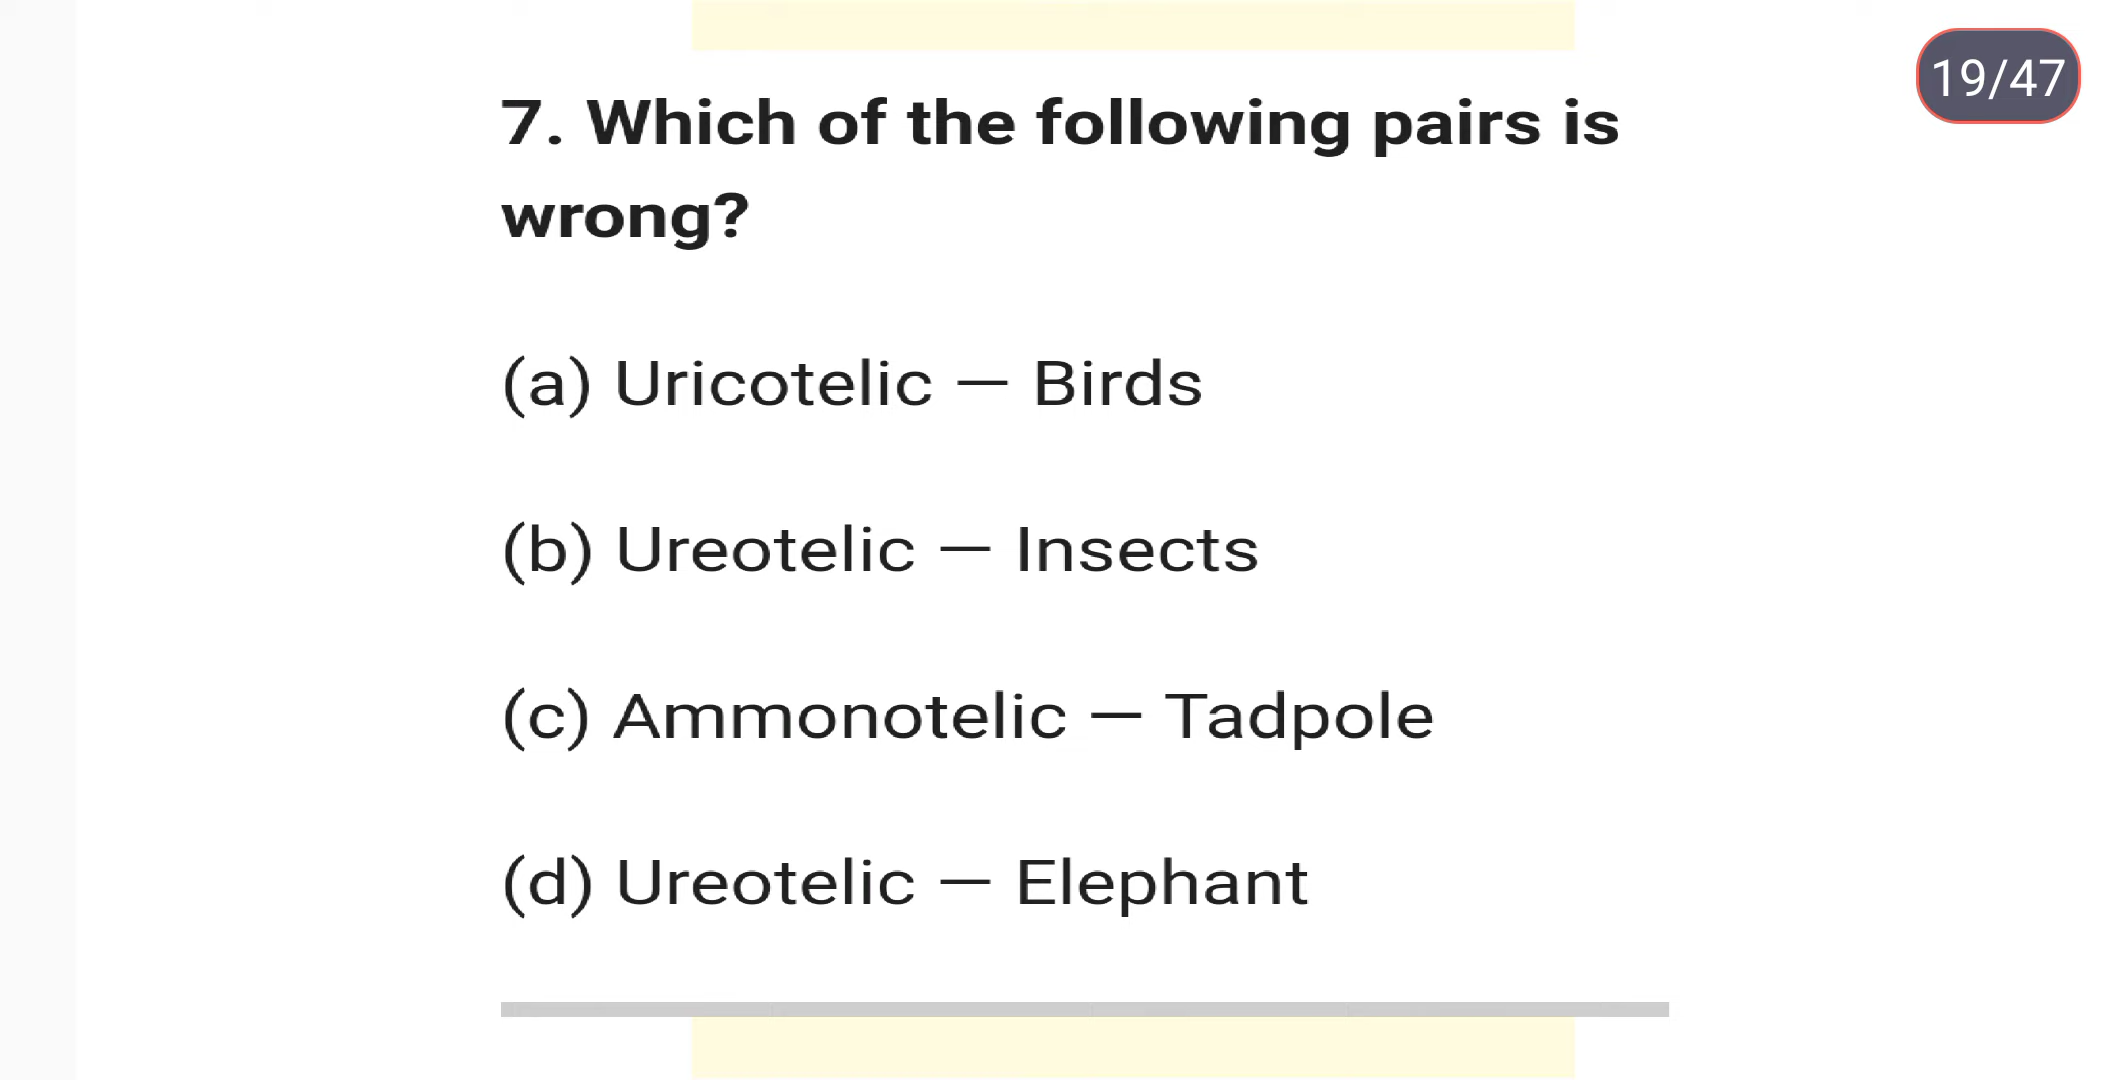 19/47
7. Which of the following pairs is
wrong?
(a) Uricotelic — Birds
(b) Ureotelic — Insects
(c) Ammonotelic — Tadpole
(d) Ureotelic — Elephant